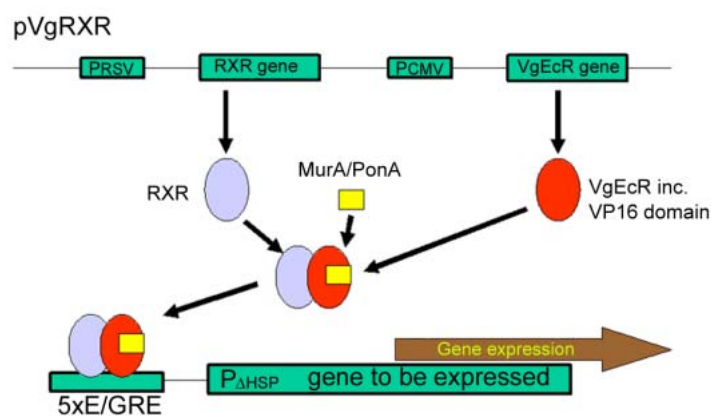 pVgRXR
PRSV
RXR gene
PCMV
VgEcR gene
RXR
MurA/PonA
VgEcR inc.
VP16 domain
Gene expression
PΔHSP gene to be expressed
5xE/GRE